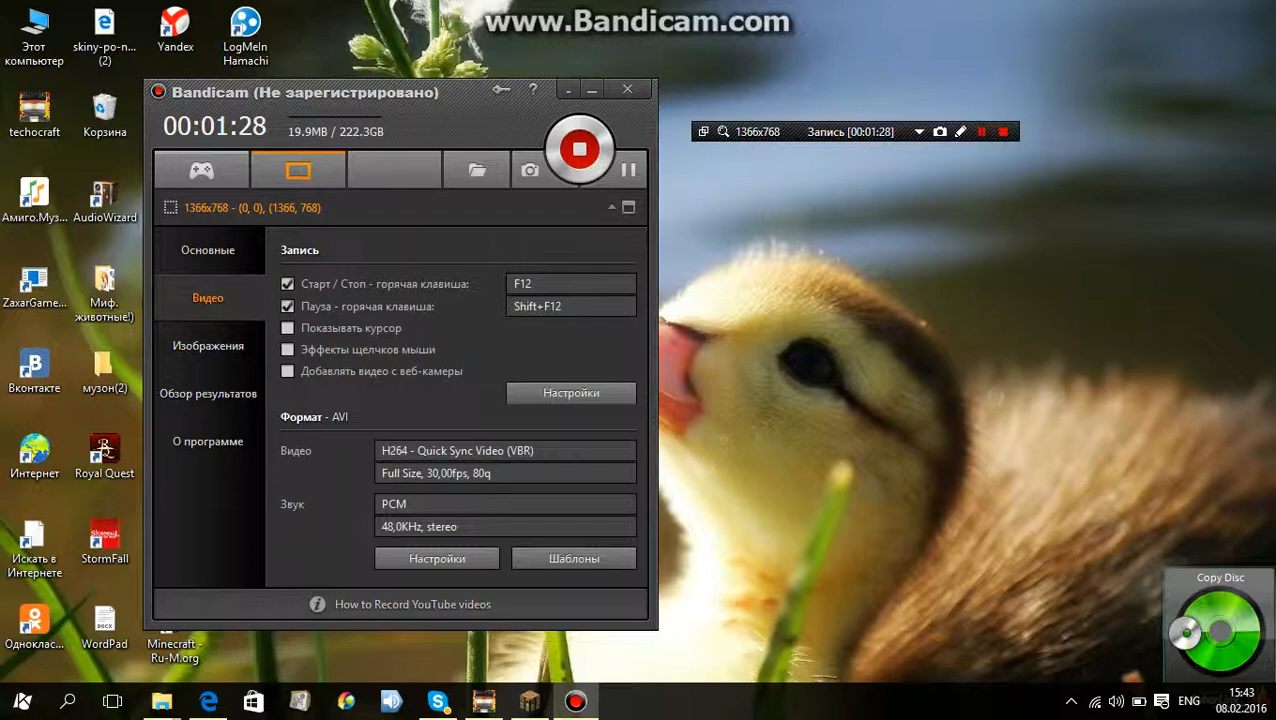 www.Bandicam.com
Этот
компьютер
skiny-po-n...
(2)
Yandex
LogMeIn
Hamachi
techocraft
Корзина
Амиго.Муз...
AudioWizard
ZaxarGame...
Миф.
животные!)
Вконтакте
музон(2)
Интернет
Royal Quest
Искать в
Интернете
StormFall
Одноклас...
WordPad
Minecraft -
Ru-M.org
Bandicam (Не зарегистрировано)
00:01:28
19.9MB / 222.3GB
1366x768 - (0, 0), (1366, 768)
Основные
Видео
Изображения
Обзор результатов
О программе
Запись
Старт / Стоп - горячая клавиша:
F12
Пауза - горячая клавиша:
Shift+F12
Показывать курсор
Эффекты щелчков мыши
Добавлять видео с веб-камеры
Настройки
Формат - AVI
Видео
H264 - Quick Sync Video (VBR)
Full Size, 30,00fps, 80q
Звук
PCM
48,0KHz, stereo
Настройки
Шаблоны
How to Record YouTube videos
1366x768
Запись [00:01:28]
Copy Disc
ENG
15:43
08.02.2016